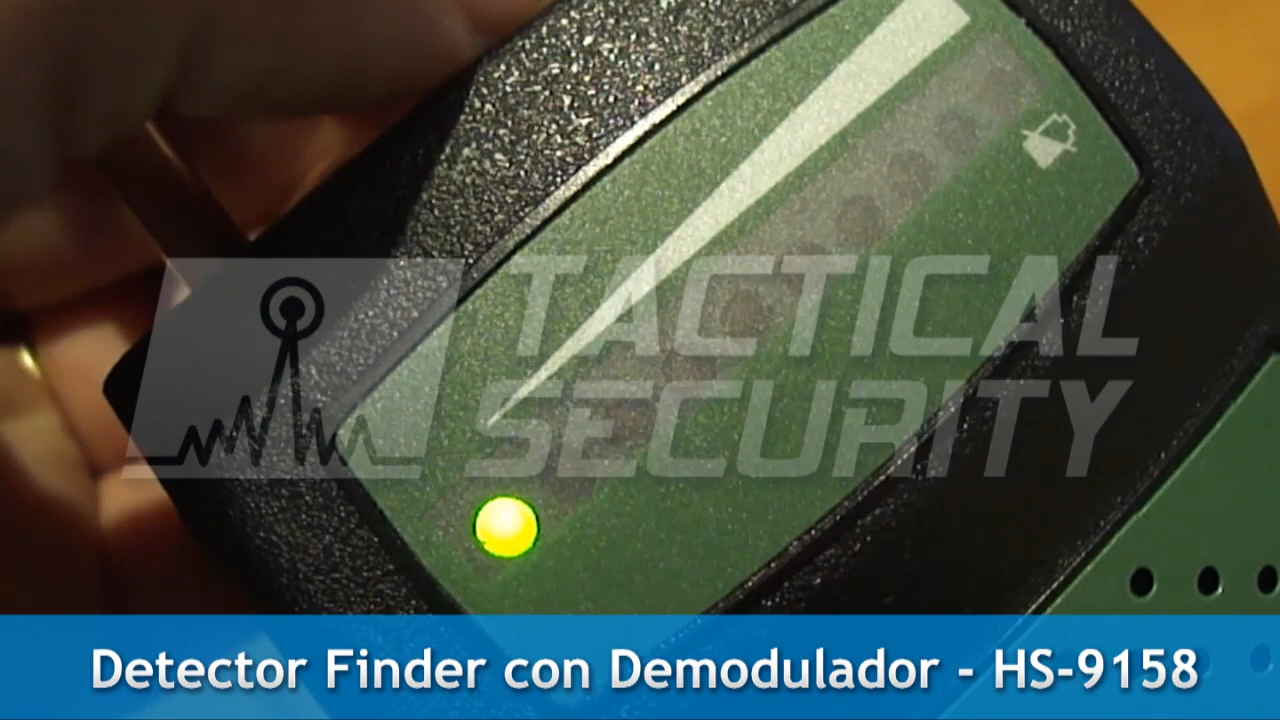 TACTICAL
SECURITY
Detector Finder con Demodulador - HS-9158